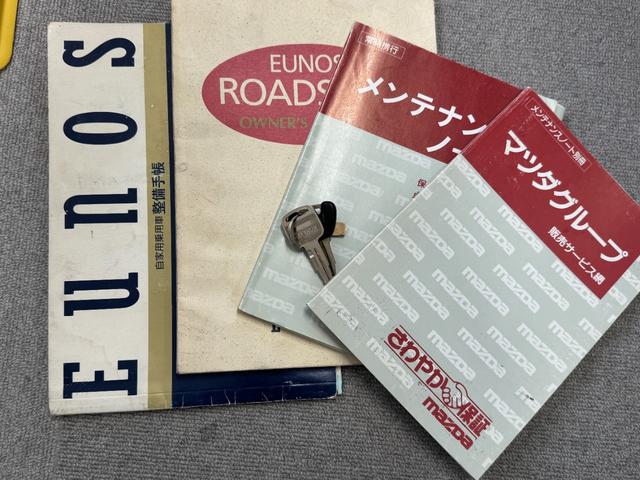 Eunos
自家用乗用車 整備手帳
EUNOS
ROADS
OWNER'S
常時携行
メンテナン
ノ
メンテナンスノート別冊
マツダグループ
販売サービス網
さわやか保証
mazda